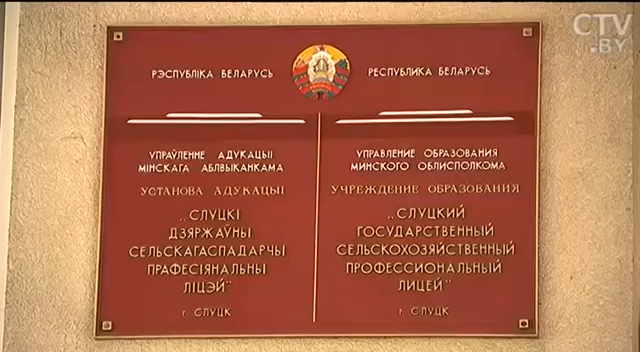 CTV
.BY
РЭСПУБЛІКА БЕЛАРУСЬ
УПРАЎЛЕННЕ АДУКАЦЫІ
МІНСКАГА АБЛВЫКАНКАМА
УСТАНОВА АДУКАЦЫІ
„СЛУЦКІ
ДЗЯРЖАЎНЫ
СЕЛЬСКАГАСПАДАРЧЫ
ПРАФЕСІЯНАЛЬНЫ
ЛІЦЭЙ"
г СЛУЦК
РЕСПУБЛИКА БЕЛАРУСЬ
УПРАВЛЕНИЕ ОБРАЗОВАНИЯ
МИНСКОГО ОБЛИСПОЛКОМА
УЧРЕЖДЕНИЕ ОБРАЗОВАНИЯ
„СЛУЦКИЙ
ГОСУДАРСТВЕННЫЙ
СЕЛЬСКОХОЗЯЙСТВЕННЫЙ
ПРОФЕССИОНАЛЬНЫЙ
ЛИЦЕЙ"
г СЛУЦК